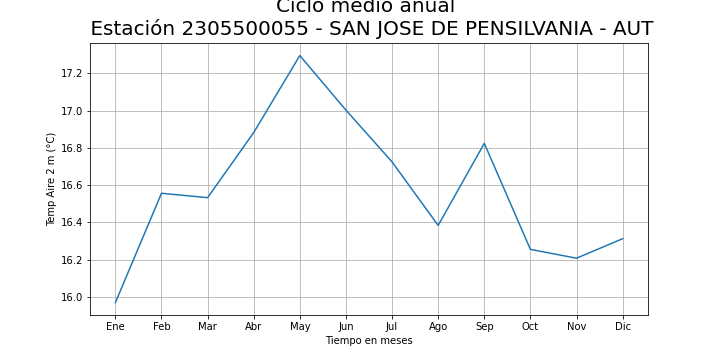 Ciclo medio anual
Estación 2305500055 - SAN JOSE DE PENSILVANIA - AUT
17.2
17.0
16.8
16.6
16.4
16.2
16.0
Temp Aire 2 m (°C)
Ene Feb Mar Abr May Jun Jul Ago Sep Oct Nov Dic
Tiempo en meses